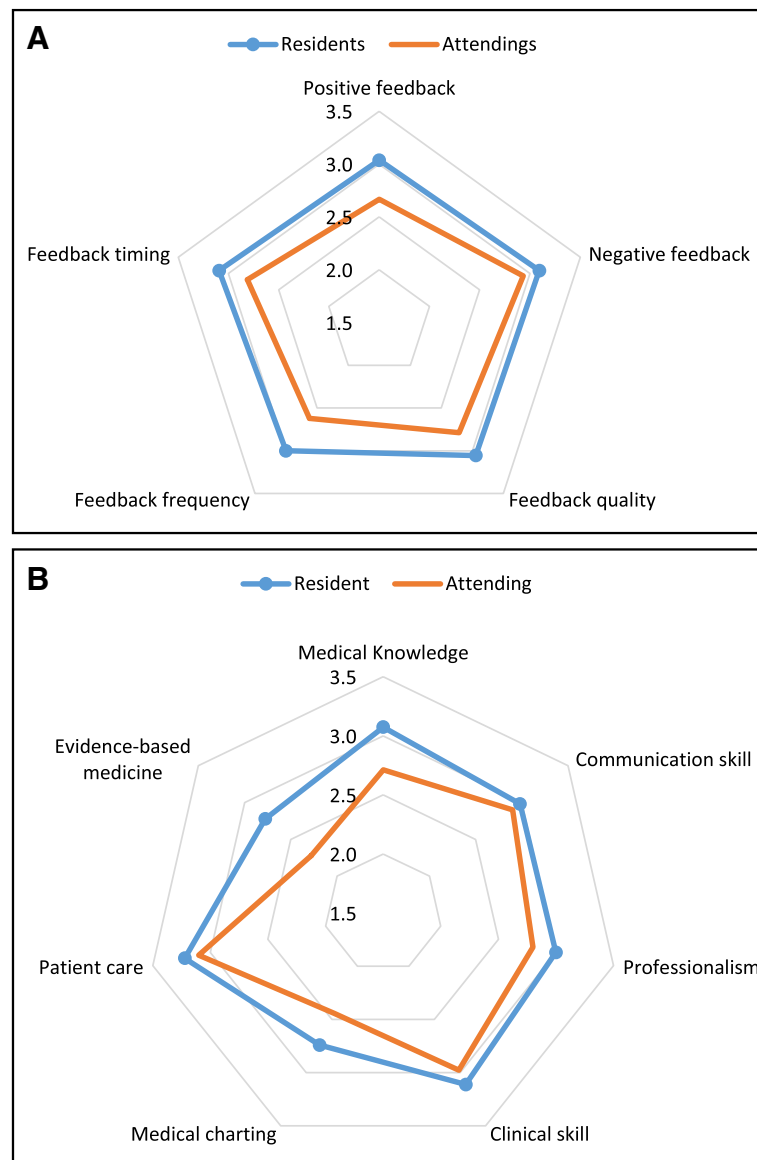 A
Residents Attendings
Positive feedback
3.5
3.0
2.5
Feedback timing
Negative feedback
2.0
1.5
Feedback frequency
Feedback quality
B
Resident Attending
Medical Knowledge
3.5
Evidence-based
medicine
3.0
Communication skill
2.5
2.0
1.5
Patient care
Professionalism
Medical charting
Clinical skill